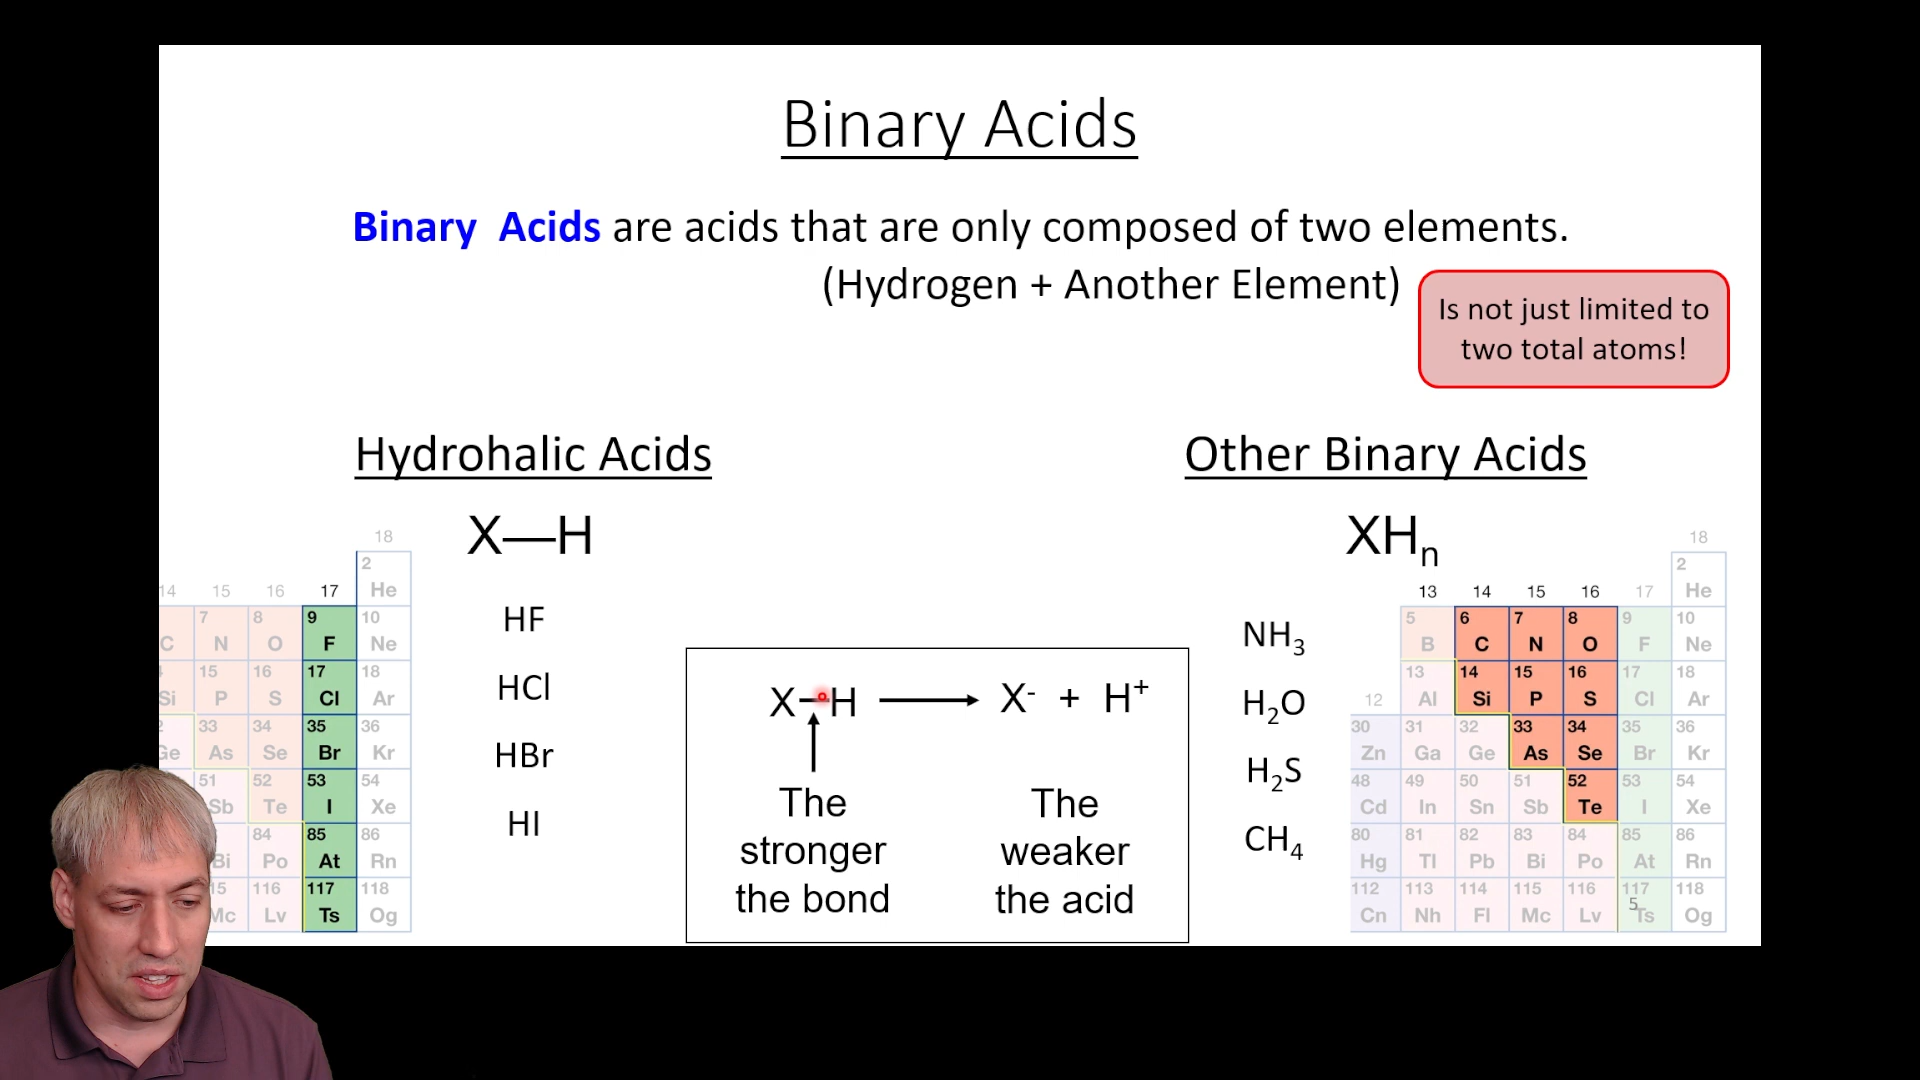 Binary Acids
Binary Acids are acids that are only composed of two elements.
(Hydrogen + Another Element)
Is not just limited to
two total atoms!
Hydrohalic Acids
X—H
HF
HCl
HBr
HI
18
2
He
14 15 16 17
7 8 9 10
C N O F Ne
15 16 17 18
Si P S Cl Ar
33 34 35 36
Ge As Se Br Kr
51 52 53 54
Sb Te I Xe
84 85 86
Bi Po At Rn
116 117 118
Mc Lv Ts Og
X—H → X⁻ + H⁺
The
stronger
the bond
The
weaker
the acid
Other Binary Acids
XHₙ
NH₃
H₂O
H₂S
CH₄
18
2
He
13 14 15 16 17
5 6 7 8 9 10
B C N O F Ne
13 14 15 16 17 18
12 Al Si P S Cl Ar
30 31 32 33 34 35 36
Zn Ga Ge As Se Br Kr
48 49 50 51 52 53 54
Cd In Sn Sb Te I Xe
80 81 82 83 84 85 86
Hg Tl Pb Bi Po At Rn
112 113 114 115 116 117 118
Cn Nh Fl Mc Lv Ts Og
5